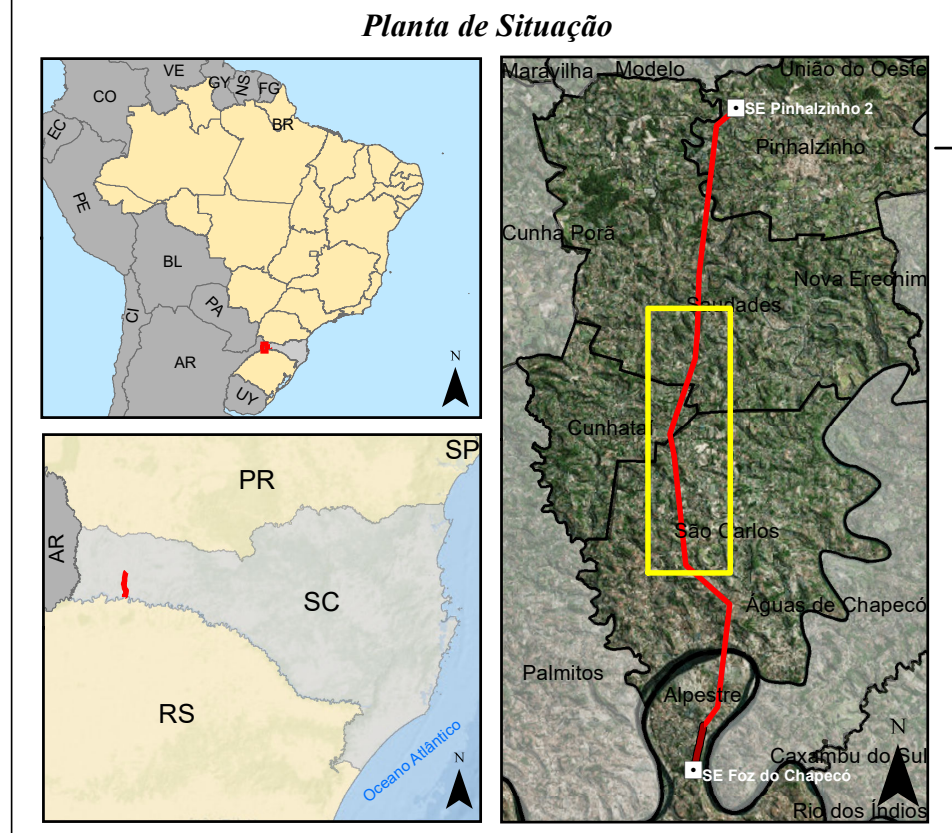 Planta de Situação
VE
GY
NS
FG
CO
BR
EC
PE
BL
PA
CI
AR
UY
N
SP
PR
AR
SC
RS
Oceano Atlântico
N
Maravilha
Modelo
União do Oeste
SE Pinhalzinho 2
Pinhalzinho
Cunha Porã
Nova Erechim
Saudades
Cunhataí
São Carlos
Águas de Chapecó
Palmitos
Alpestre
N
Caxambu do Sul
SE Foz do Chapecó
Rio dos Índios